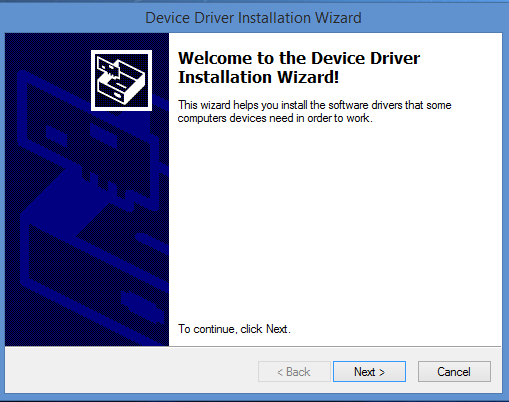 Device Driver Installation Wizard
Welcome to the Device Driver
Installation Wizard!
This wizard helps you install the software drivers that some
computers devices need in order to work.
To continue, click Next.
< Back
Next >
Cancel